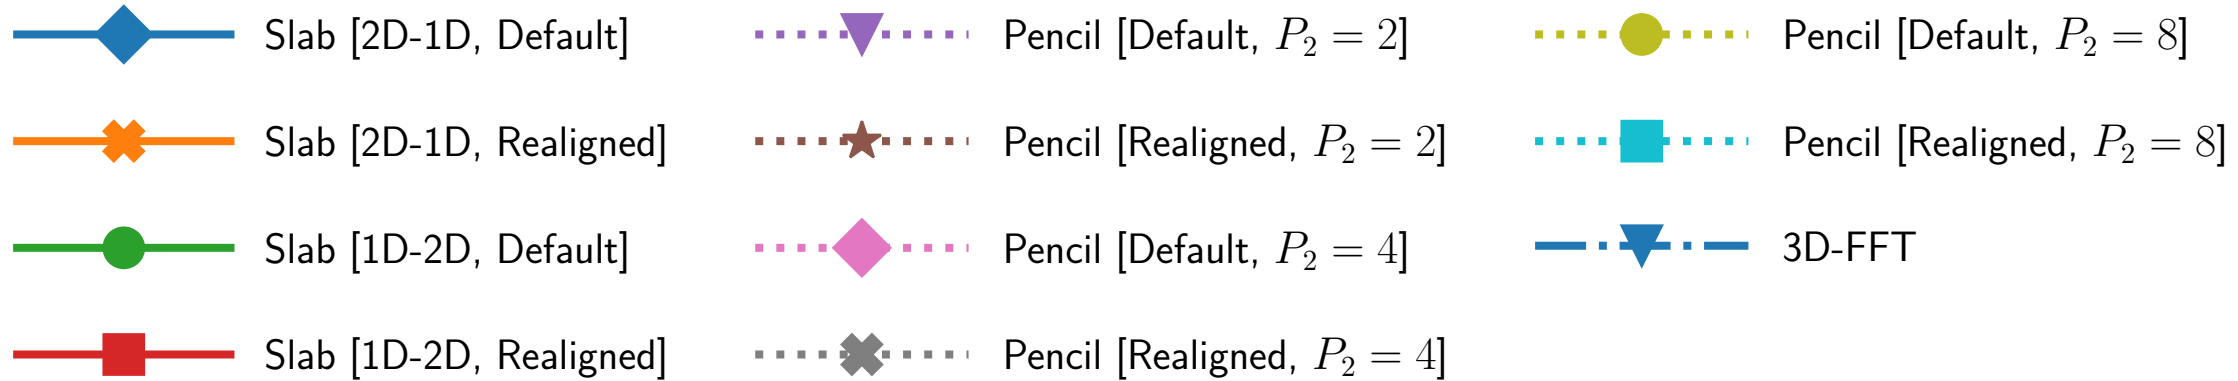 Slab [2D-1D, Default]
Slab [2D-1D, Realigned]
Slab [1D-2D, Default]
Slab [1D-2D, Realigned]
Pencil [Default, P₂ = 2]
Pencil [Realigned, P₂ = 2]
Pencil [Default, P₂ = 4]
Pencil [Realigned, P₂ = 4]
Pencil [Default, P₂ = 8]
Pencil [Realigned, P₂ = 8]
3D-FFT